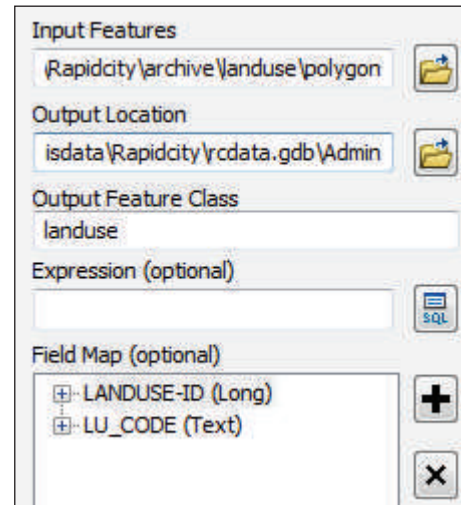 Input Features
\Rapidcity\archive\landuse\polygon
Output Location
isdata\Rapidcity\rcdata.gdb\Admin
Output Feature Class
landuse
Expression (optional)
SQL
Field Map (optional)
LANDUSE-ID (Long)
LU_CODE (Text)